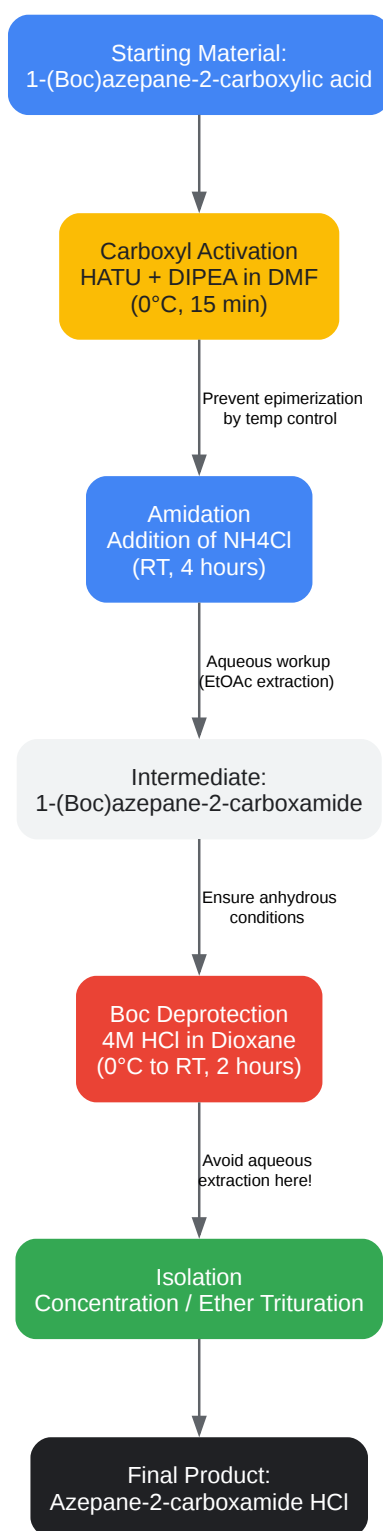 Starting Material:
1-(Boc)azepane-2-carboxylic acid
Carboxyl Activation
HATU + DIPEA in DMF
(0°C, 15 min)
Prevent epimerization
by temp control
Amidation
Addition of NH4Cl
(RT, 4 hours)
Aqueous workup
(EtOAc extraction)
Intermediate:
1-(Boc)azepane-2-carboxamide
Ensure anhydrous
conditions
Boc Deprotection
4M HCl in Dioxane
(0°C to RT, 2 hours)
Avoid aqueous
extraction here!
Isolation
Concentration / Ether Trituration
Final Product:
Azepane-2-carboxamide HCl